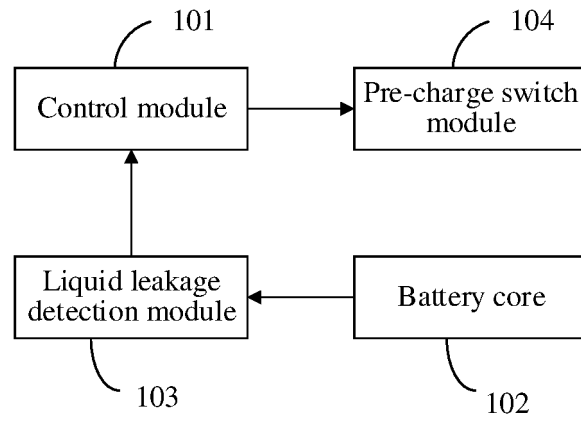 101
104
Control module
Pre-charge switch
module
Liquid leakage
detection module
Battery core
103
102